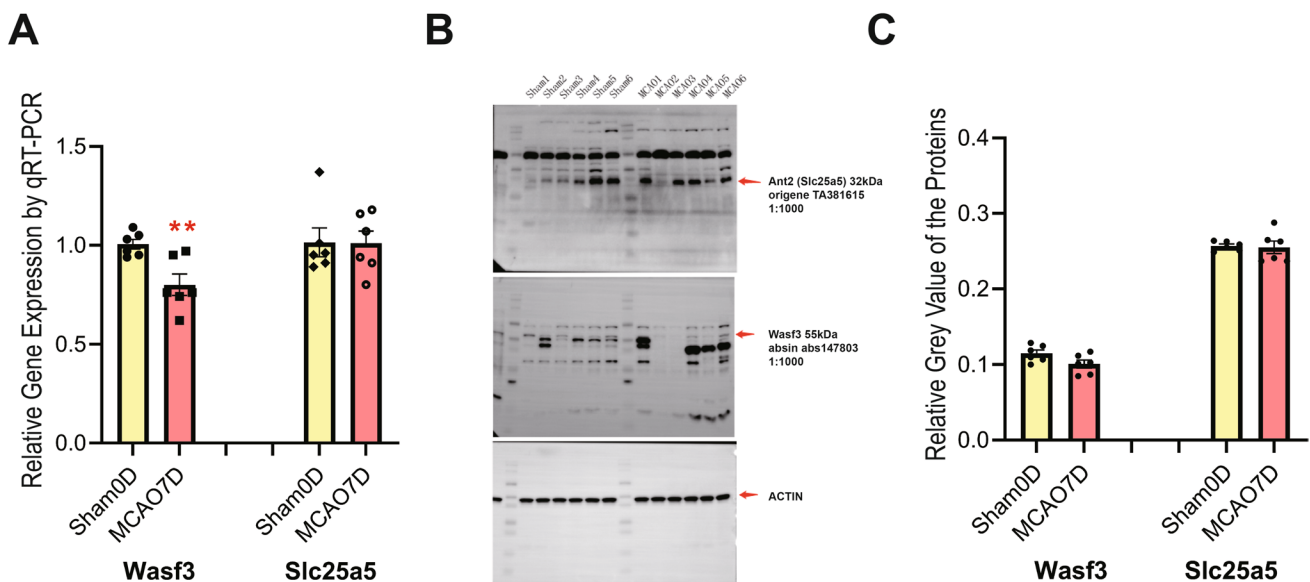 A
Relative Gene Expression by qRT-PCR
1.5
1.0
0.5
0.0
**
Sham0D
MCAO7D
Sham0D
MCAO7D
Wasf3
Slc25a5
B
Sham1
Sham2
Sham3
Sham4
Sham5
Sham6
MCAO1
MCAO2
MCAO3
MCAO4
MCAO5
MCAO6
Ant2 (Slc25a5) 32kDa
origene TA381615
1:1000
Wasf3 55kDa
absin abs147803
1:1000
ACTIN
C
Relative Grey Value of the Proteins
0.4
0.3
0.2
0.1
0.0
Sham0D
MCAO7D
Sham0D
MCAO7D
Wasf3
Slc25a5